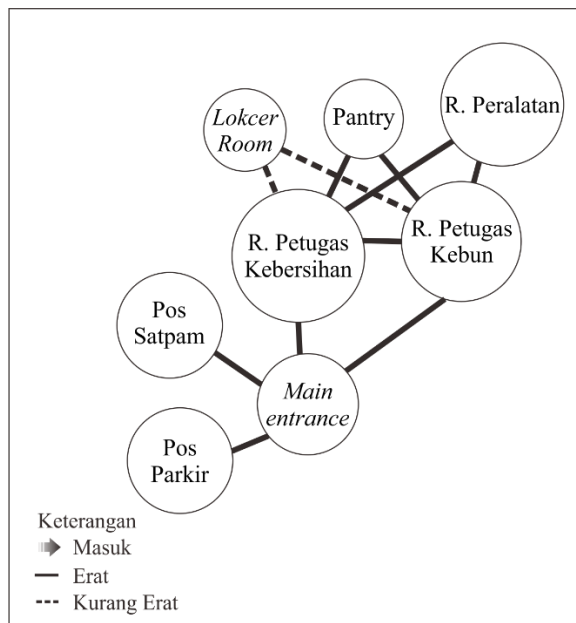 Lokcer
Room
Pantry
R. Peralatan
R. Petugas
Kebersihan
R. Petugas
Kebun
Pos
Satpam
Main
entrance
Pos
Parkir
Keterangan
Masuk
Erat
Kurang Erat